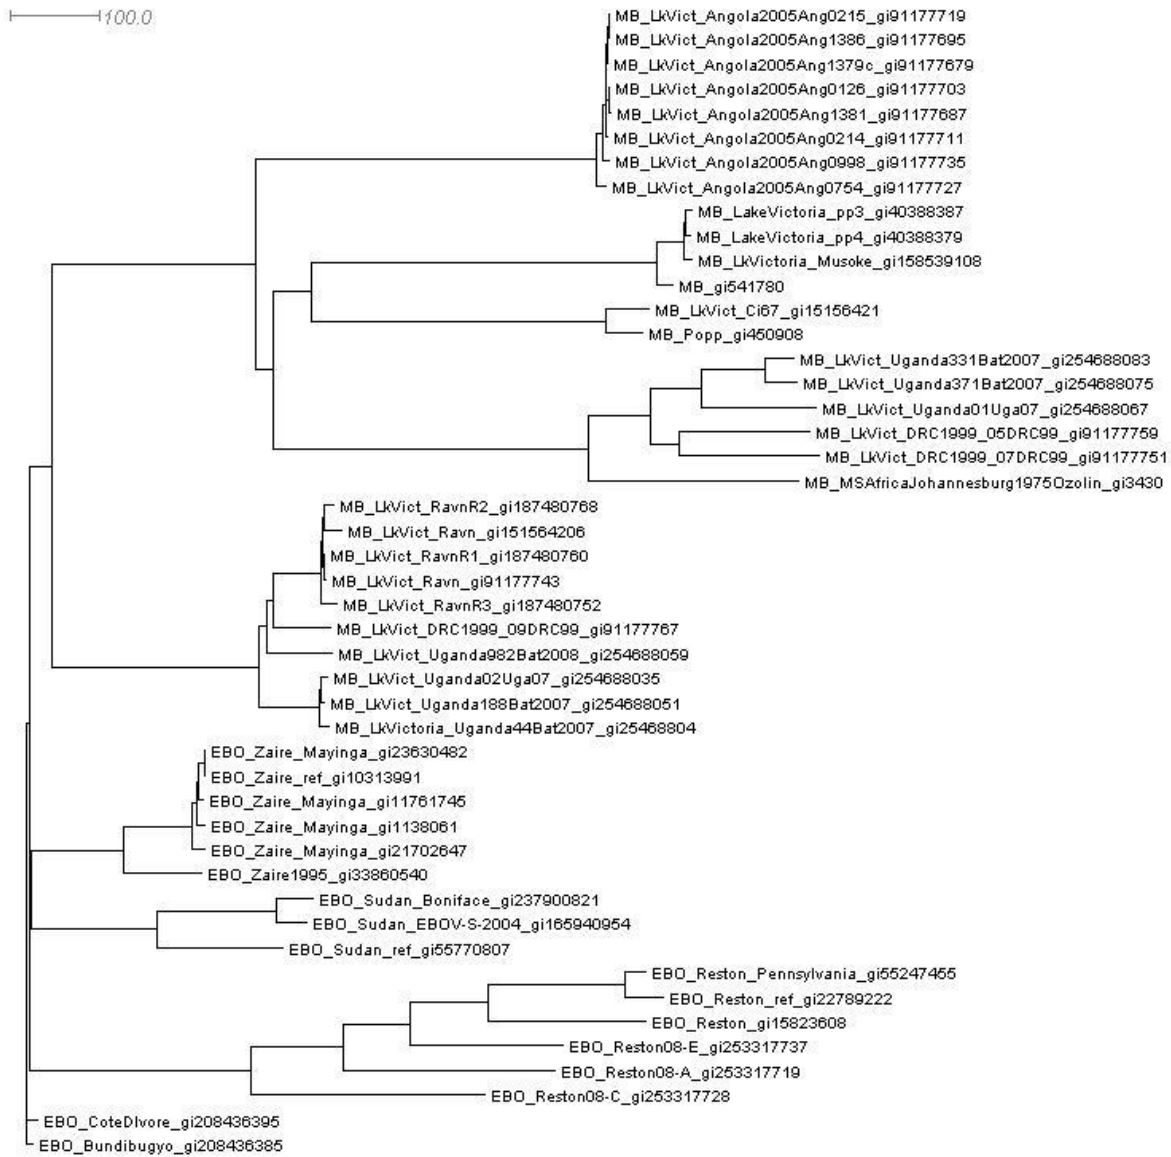 100.0
MB_LkVict_Angola2005Ang0215_gi91177719
MB_LkVict_Angola2005Ang1386_gi91177695
MB_LkVict_Angola2005Ang1379c_gi91177679
MB_LkVict_Angola2005Ang0126_gi91177703
MB_LkVict_Angola2005Ang1381_gi91177687
MB_LkVict_Angola2005Ang0214_gi91177711
MB_LkVict_Angola2005Ang0998_gi91177735
MB_LkVict_Angola2005Ang0754_gi91177727
MB_LakeVictoria_pp3_gi40388387
MB_LakeVictoria_pp4_gi40388379
MB_LkVictoria_Musoke_gi158539108
MB_gi541780
MB_LkVict_Ci67_gi15156421
MB_Popp_gi450908
MB_LkVict_Uganda331Bat2007_gi254688083
MB_LkVict_Uganda371Bat2007_gi254688075
MB_LkVict_Uganda01Uga07_gi254688067
MB_LkVict_DRC1999_05DRC99_gi91177759
MB_LkVict_DRC1999_07DRC99_gi91177751
MB_MSAfricaJohannesburg1975Ozolin_gi3430
MB_LkVict_RavnR2_gi187480768
MB_LkVict_Ravn_gi151564206
MB_LkVict_RavnR1_gi187480760
MB_LkVict_Ravn_gi91177743
MB_LkVict_RavnR3_gi187480752
MB_LkVict_DRC1999_09DRC99_gi91177767
MB_LkVict_Uganda982Bat2008_gi254688059
MB_LkVict_Uganda02Uga07_gi254688035
MB_LkVict_Uganda188Bat2007_gi254688051
MB_LkVictoria_Uganda44Bat2007_gi25468804
EBO_Zaire_Mayinga_gi23630482
EBO_Zaire_ref_gi10313991
EBO_Zaire_Mayinga_gi11761745
EBO_Zaire_Mayinga_gi1138061
EBO_Zaire_Mayinga_gi21702647
EBO_Zaire1995_gi33860540
EBO_Sudan_Boniface_gi237900821
EBO_Sudan_EBOV-S-2004_gi165940954
EBO_Sudan_ref_gi55770807
EBO_Reston_Pennsylvania_gi55247455
EBO_Reston_ref_gi22789222
EBO_Reston_gi15823608
EBO_Reston08-E_gi253317737
EBO_Reston08-A_gi253317719
EBO_Reston08-C_gi253317728
EBO_CoteDIvore_gi208436395
EBO_Bundibugyo_gi208436385